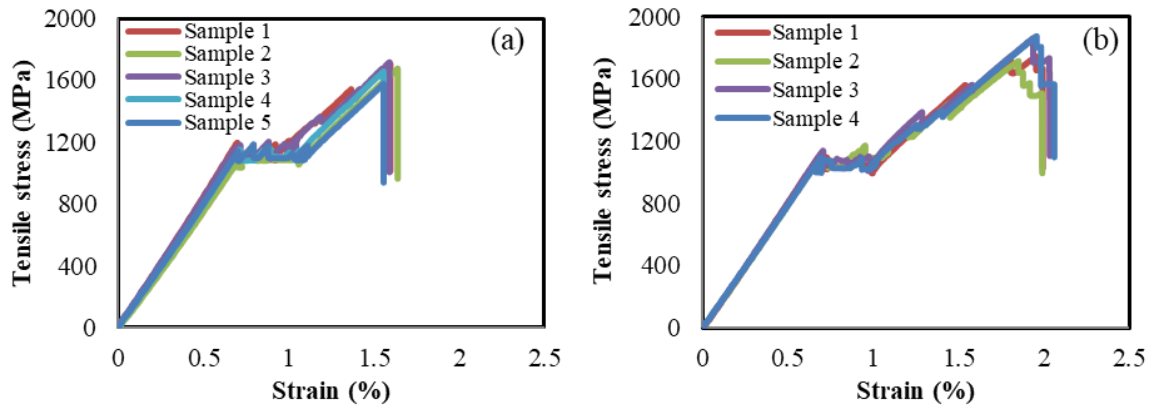 2000
1600
1200
800
400
0
Tensile stress (MPa)
Sample 1
Sample 2
Sample 3
Sample 4
Sample 5
(a)
0 0.5 1 1.5 2 2.5
Strain (%)
2000
1600
1200
800
400
0
Tensile stress (MPa)
Sample 1
Sample 2
Sample 3
Sample 4
(b)
0 0.5 1 1.5 2 2.5
Strain (%)